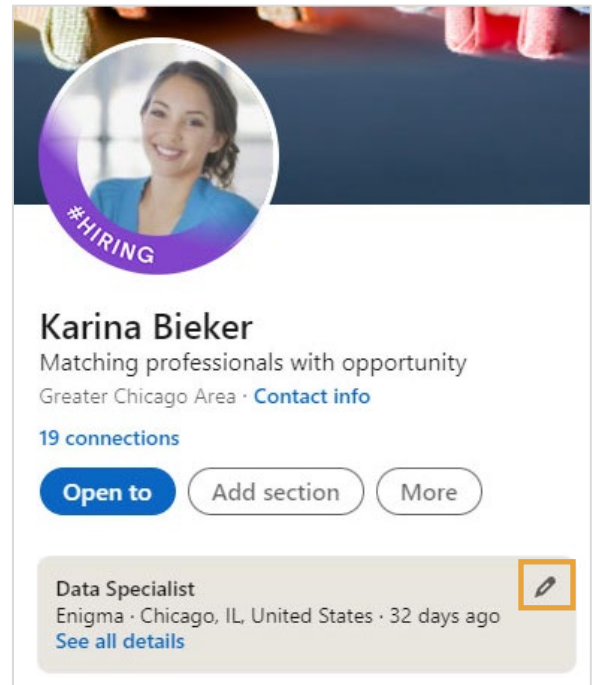 #HIRING
Karina Bieker
Matching professionals with opportunity
Greater Chicago Area · Contact info
19 connections
Open to Add section More
Data Specialist
Enigma · Chicago, IL, United States · 32 days ago
See all details